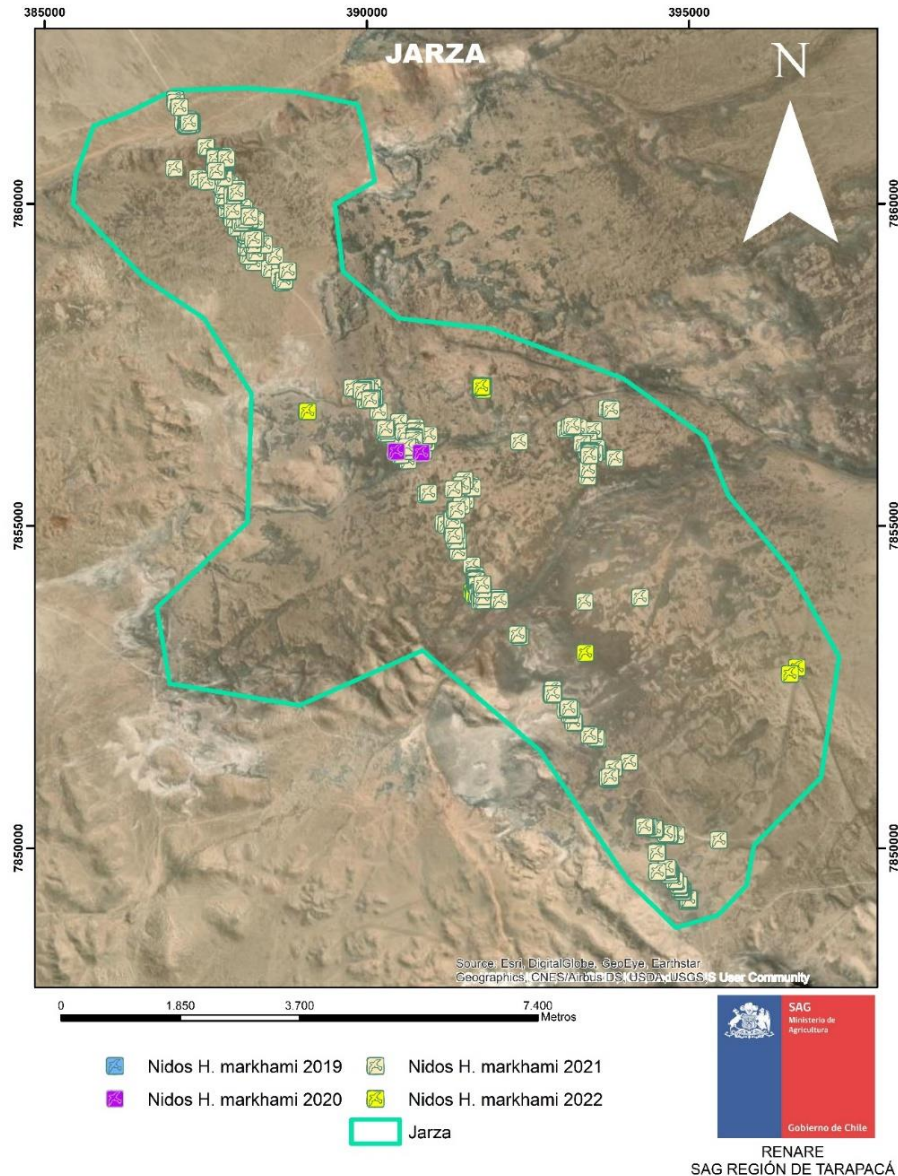 385000 390000 395000
JARZA
N
7860000 7860000
7855000 7855000
7850000 7850000
Source: Esri, DigitalGlobe, GeoEye, Earthstar
Geographics, CNES/Airbus DS, USDA, USGS, User Community
0 1.850 3.700 7.400
Metros
Nidos H. markhami 2019 Nidos H. markhami 2021
Nidos H. markhami 2020 Nidos H. markhami 2022
Jarza
SAG
Ministerio de
Agricultura
Gobierno de Chile
RENARE
SAG REGIÓN DE TARAPACÁ